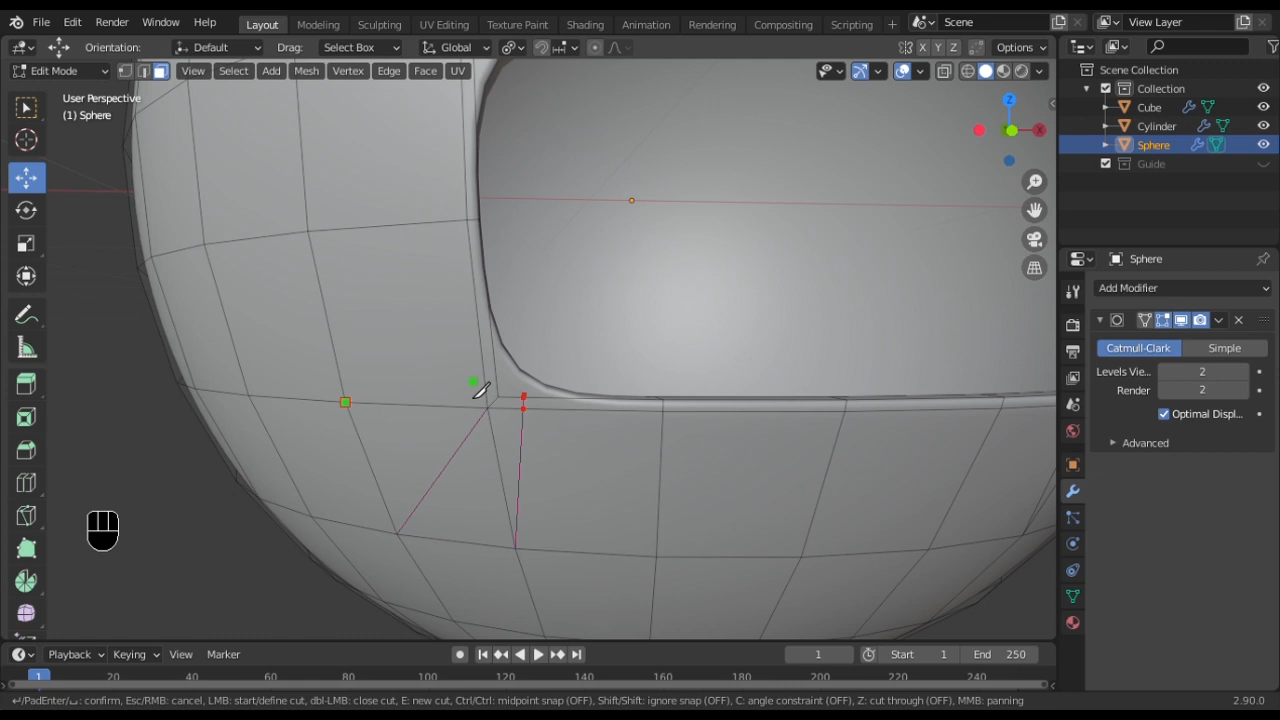 File Edit Render Window Help Layout Modeling Sculpting UV Editing Texture Paint Shading Animation Rendering Compositing Scripting + Scene View Layer
Orientation: Default Drag: Select Box Global X Y Z Options
Edit Mode View Select Add Mesh Vertex Edge Face UV
User Perspective
(1) Sphere
Z
X
Scene Collection
Collection
Cube
Cylinder
Sphere
Guide
Sphere
Add Modifier
Catmull-Clark Simple
Levels Vie... 2
Render 2
Optimal Displ...
Advanced
Playback Keying View Marker 1 Start 1 End 250
1 20 40 60 80 100 120 140 160 180 200 220 240
↵/PadEnter/␣: confirm, Esc/RMB: cancel, LMB: start/define cut, dbl-LMB: close cut, E: new cut, Ctrl/Ctrl: midpoint snap (OFF), Shift/Shift: ignore snap (OFF), C: angle constraint (OFF), Z: cut through (OFF), MMB: panning 2.90.0